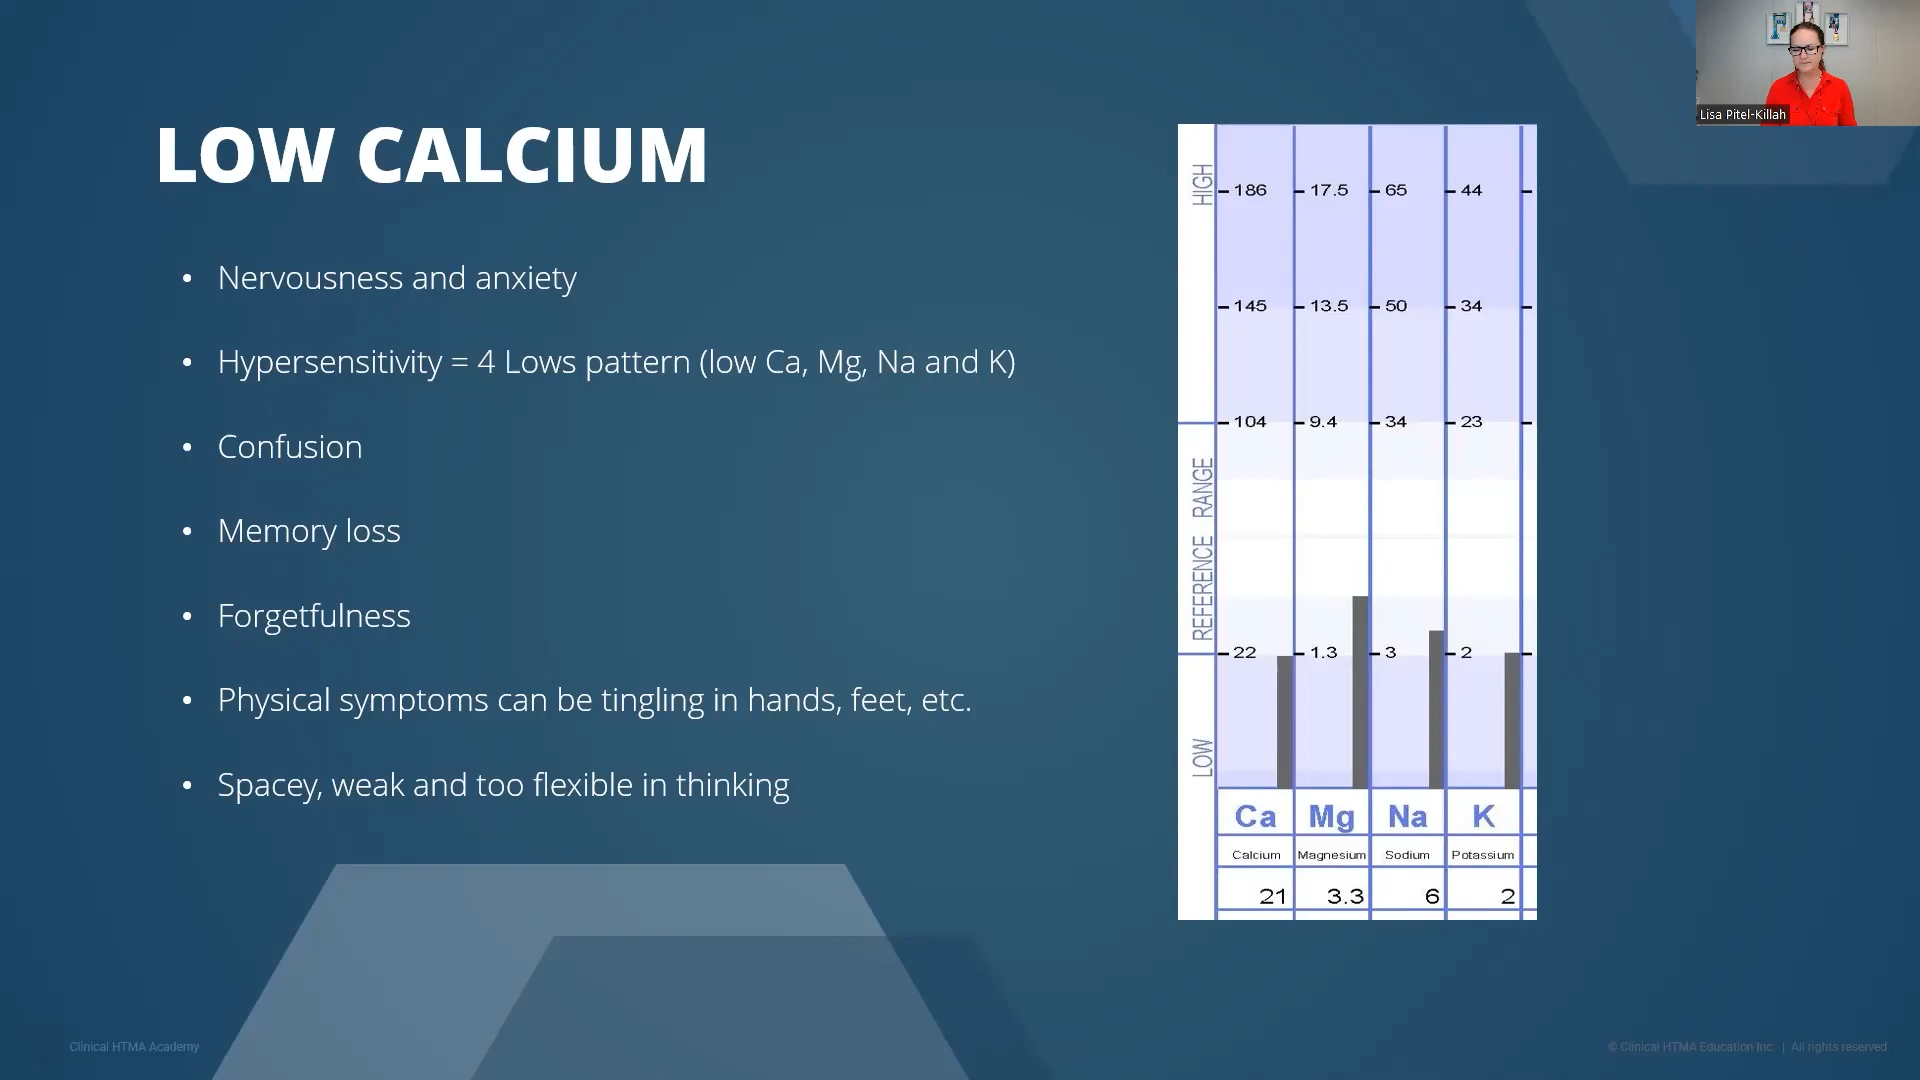 Lisa Pitel-Killah
LOW CALCIUM
• Nervousness and anxiety
• Hypersensitivity = 4 Lows pattern (low Ca, Mg, Na and K)
• Confusion
• Memory loss
• Forgetfulness
• Physical symptoms can be tingling in hands, feet, etc.
• Spacey, weak and too flexible in thinking
HIGH
REFERENCE RANGE
LOW
186 17.5 65 44
145 13.5 50 34
104 9.4 34 23
22 1.3 3 2
Ca Mg Na K
Calcium Magnesium Sodium Potassium
21 3.3 6 2
Clinical HTMA Academy
© Clinical HTMA Education Inc. | All rights reserved.